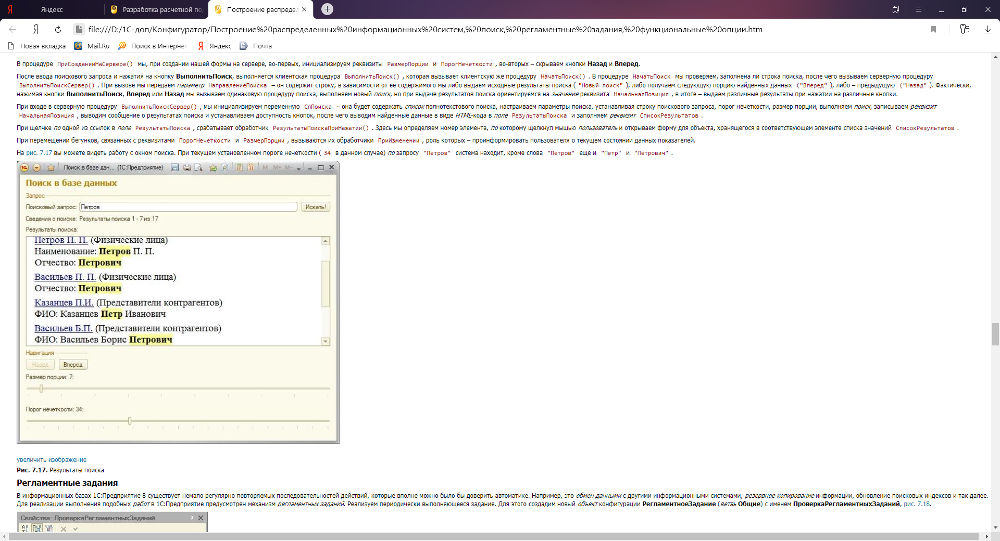 Я Яндекс Разработка расчетной по Построение распредел
Я file:///D:/1С-доп/Конфигуратор/Построение%20распределенных%20информационных%20систем,%20поиск,%20регламентные%20задания,%20функциональные%20опции.htm
Новая вкладка Mail.Ru Поиск в Интернет Я Яндекс Почта
В процедуре ПриСозданииНаСервере() мы, при создании нашей формы на сервере, во-первых, инициализируем реквизиты РазмерПорции и ПорогНечеткости , во-вторых – скрываем кнопки Назад и Вперед.
После ввода поискового запроса и нажатия на кнопку ВыполнитьПоиск, выполняется клиентская процедура ВыполнитьПоиск() , которая вызывает клиентскую же процедуру НачатьПоиск() . В процедуре НачатьПоиск мы проверяем, заполнена ли строка поиска, после чего вызываем серверную процедуру
ВыполнитьПоискСервер() . При вызове мы передаем параметр НаправлениеПоиска – он содержит строку, в зависимости от ее содержимого мы либо выдаем исходные результаты поиска ( "Новый поиск" ), либо получаем следующую порцию найденных данных ("Вперед" ), либо – предыдущую ("Назад" ). Фактически,
нажимая кнопки ВыполнитьПоиск, Вперед или Назад мы вызываем одинаковую процедуру поиска, выполняем новый поиск, но при выдаче результатов поиска ориентируемся на значение реквизита НачальнаяПозиция , в итоге – выдаем различные результаты при нажатии на различные кнопки.
При входе в серверную процедуру ВыполнитьПоискСервер() , мы инициализируем переменную СпПоиска – она будет содержать список полнотекстового поиска, настраиваем параметры поиска, устанавливая строку поискового запроса, порог нечеткости, размер порции, выполняем поиск, записываем реквизит
НачальнаяПозиция , выводим сообщение о результатах поиска и устанавливаем доступность кнопок, после чего выводим найденные данные в виде HTML-кода в поле РезультатыПоиска и заполняем реквизит СписокРезультатов .
При щелчке по одной из ссылок в поле РезультатыПоиска , срабатывает обработчик РезультатыПоискаПриНажатии() . Здесь мы определяем номер элемента, по которому щелкнул мышью пользователь и открываем форму для объекта, хранящегося в соответствующем элементе списка значений СписокРезультатов .
При перемещении бегунков, связанных с реквизитами ПорогНечеткости и РазмерПорции , вызываются их обработчики ПриИзменении , роль которых – проинформировать пользователя о текущем состоянии данных показателей.
На рис. 7.17 вы можете видеть работу с окном поиска. При текущем установленном пороге нечеткости ( 34 в данном случае) по запросу "Петров" система находит, кроме слова "Петров" еще и "Петр" и "Петрович" .
Поиск в базе дан... (1С:Предприятие) 31 M M+ M-
Поиск в базе данных
Запрос
Поисковый запрос: Петров Искать!
Сведения о поиске: Результаты поиска 1 - 7 из 17
Результаты поиска:
Петров П. П. (Физические лица)
Наименование: Петров П. П.
Отчество: Петрович
Васильев П. П. (Физические лица)
Отчество: Петрович
Казанцев П.И. (Представители контрагентов)
ФИО: Казанцев Петр Иванович
Васильев Б.П. (Представители контрагентов)
ФИО: Васильев Борис Петрович
Навигация
Назад Вперед
Размер порции: 7:
Порог нечеткости: 34:
увеличить изображение
Рис. 7.17. Результаты поиска
Регламентные задания
В информационных базах 1С:Предприятие 8 существует немало регулярно повторяемых последовательностей действий, которые вполне можно было бы доверить автоматике. Например, это обмен данными с другими информационными системами, резервное копирование информации, обновление поисковых индексов и так далее.
Для реализации выполнения подобных работ в 1С:Предприятие предусмотрен механизм регламентных заданий. Реализуем периодически выполняющееся задание. Для этого создадим новый объект конфигурации РегламентноеЗадание (ветвь Общие) с именем ПроверкаРегламентныхЗаданий, рис. 7.18.
Свойства: ПроверкаРегламентныхЗаданий